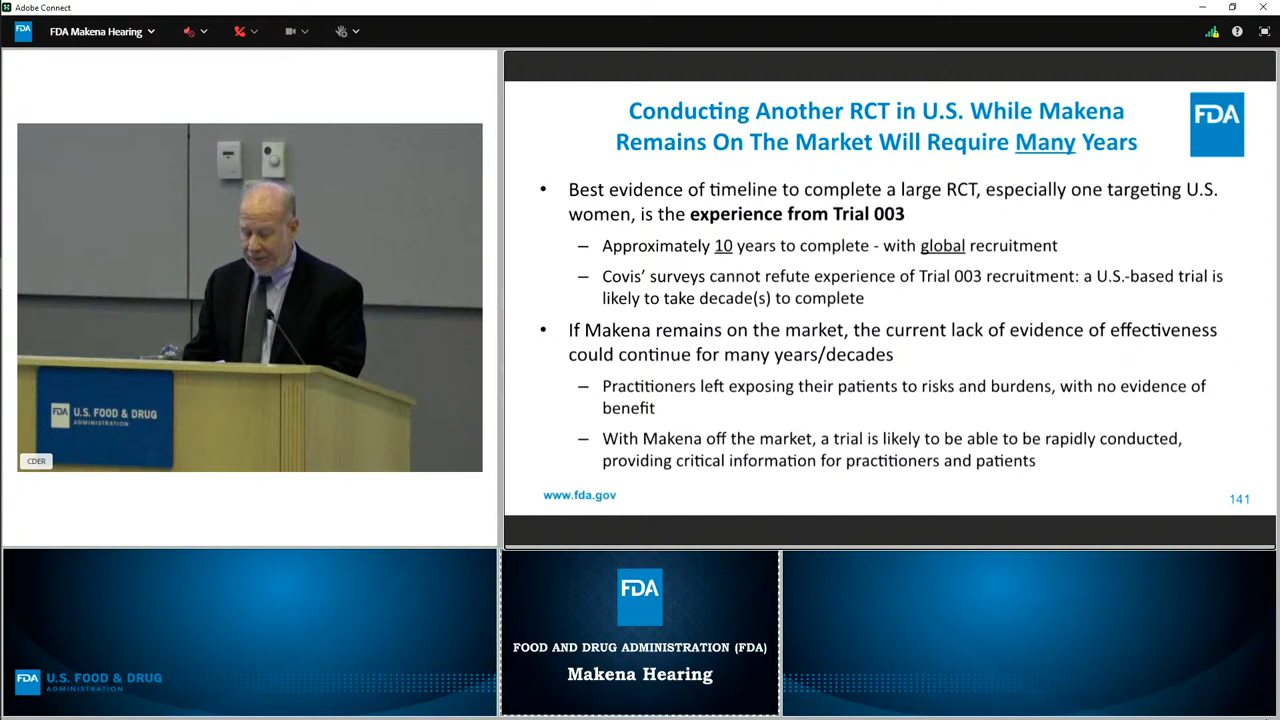 Adobe Connect
FDA
FDA Makena Hearing
Conducting Another RCT in U.S. While Makena
Remains On The Market Will Require Many Years
FDA
• Best evidence of timeline to complete a large RCT, especially one targeting U.S.
women, is the experience from Trial 003
– Approximately 10 years to complete - with global recruitment
– Covis' surveys cannot refute experience of Trial 003 recruitment: a U.S.-based trial is
likely to take decade(s) to complete
• If Makena remains on the market, the current lack of evidence of effectiveness
could continue for many years/decades
– Practitioners left exposing their patients to risks and burdens, with no evidence of
benefit
– With Makena off the market, a trial is likely to be able to be rapidly conducted,
providing critical information for practitioners and patients
www.fda.gov
141
FDA U.S. FOOD & DRUG
ADMINISTRATION
CDER
FDA
FOOD AND DRUG ADMINISTRATION (FDA)
Makena Hearing
FDA U.S. FOOD & DRUG
ADMINISTRATION